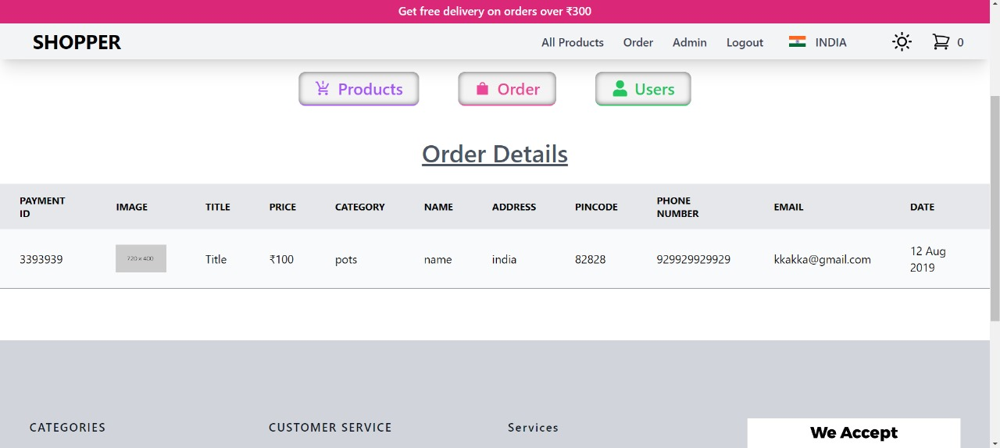 Get free delivery on orders over ₹300
SHOPPER All Products Order Admin Logout INDIA 0
Products Order Users
Order Details
PAYMENT ID IMAGE TITLE PRICE CATEGORY NAME ADDRESS PINCODE PHONE NUMBER EMAIL DATE
3393939 720 x 400 Title ₹100 pots name india 82828 929929929929 kkakka@gmail.com 12 Aug 2019
CATEGORIES CUSTOMER SERVICE Services We Accept